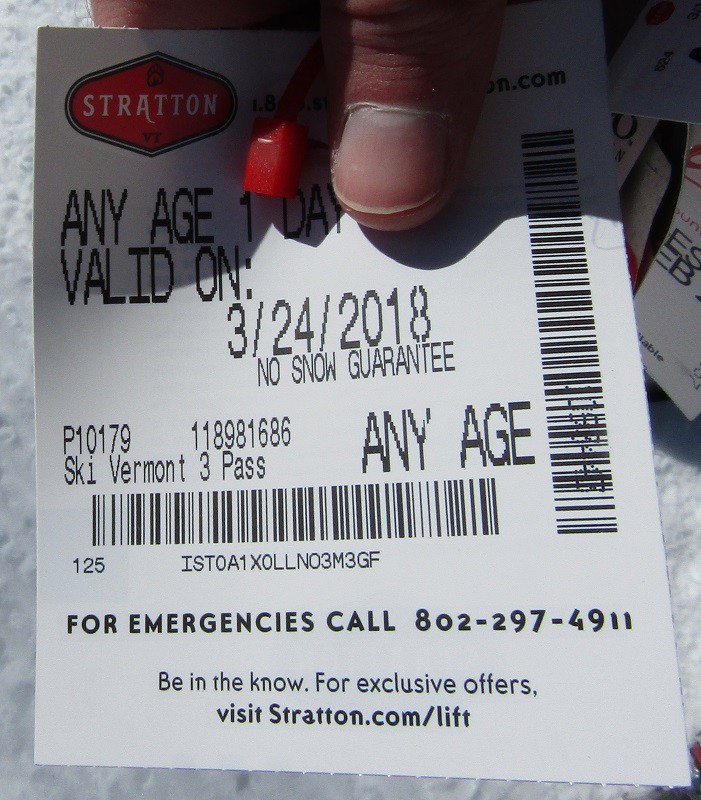 STRATTON
VT
ANY AGE 1 DAY
VALID ON:
3/24/2018
NO SNOW GUARANTEE
P10179 118981686
ANY AGE
Ski Vermont 3 Pass
125 IST0A1X0LLN03M3GF
FOR EMERGENCIES CALL 802-297-4911
Be in the know. For exclusive offers,
visit Stratton.com/lift
624